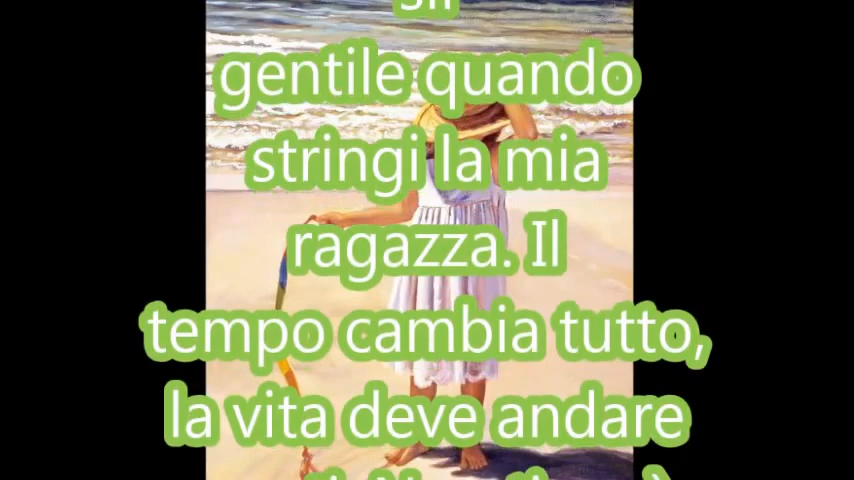 gentile quando
stringi la mia
ragazza. Il
tempo cambia tutto,
la vita deve andare